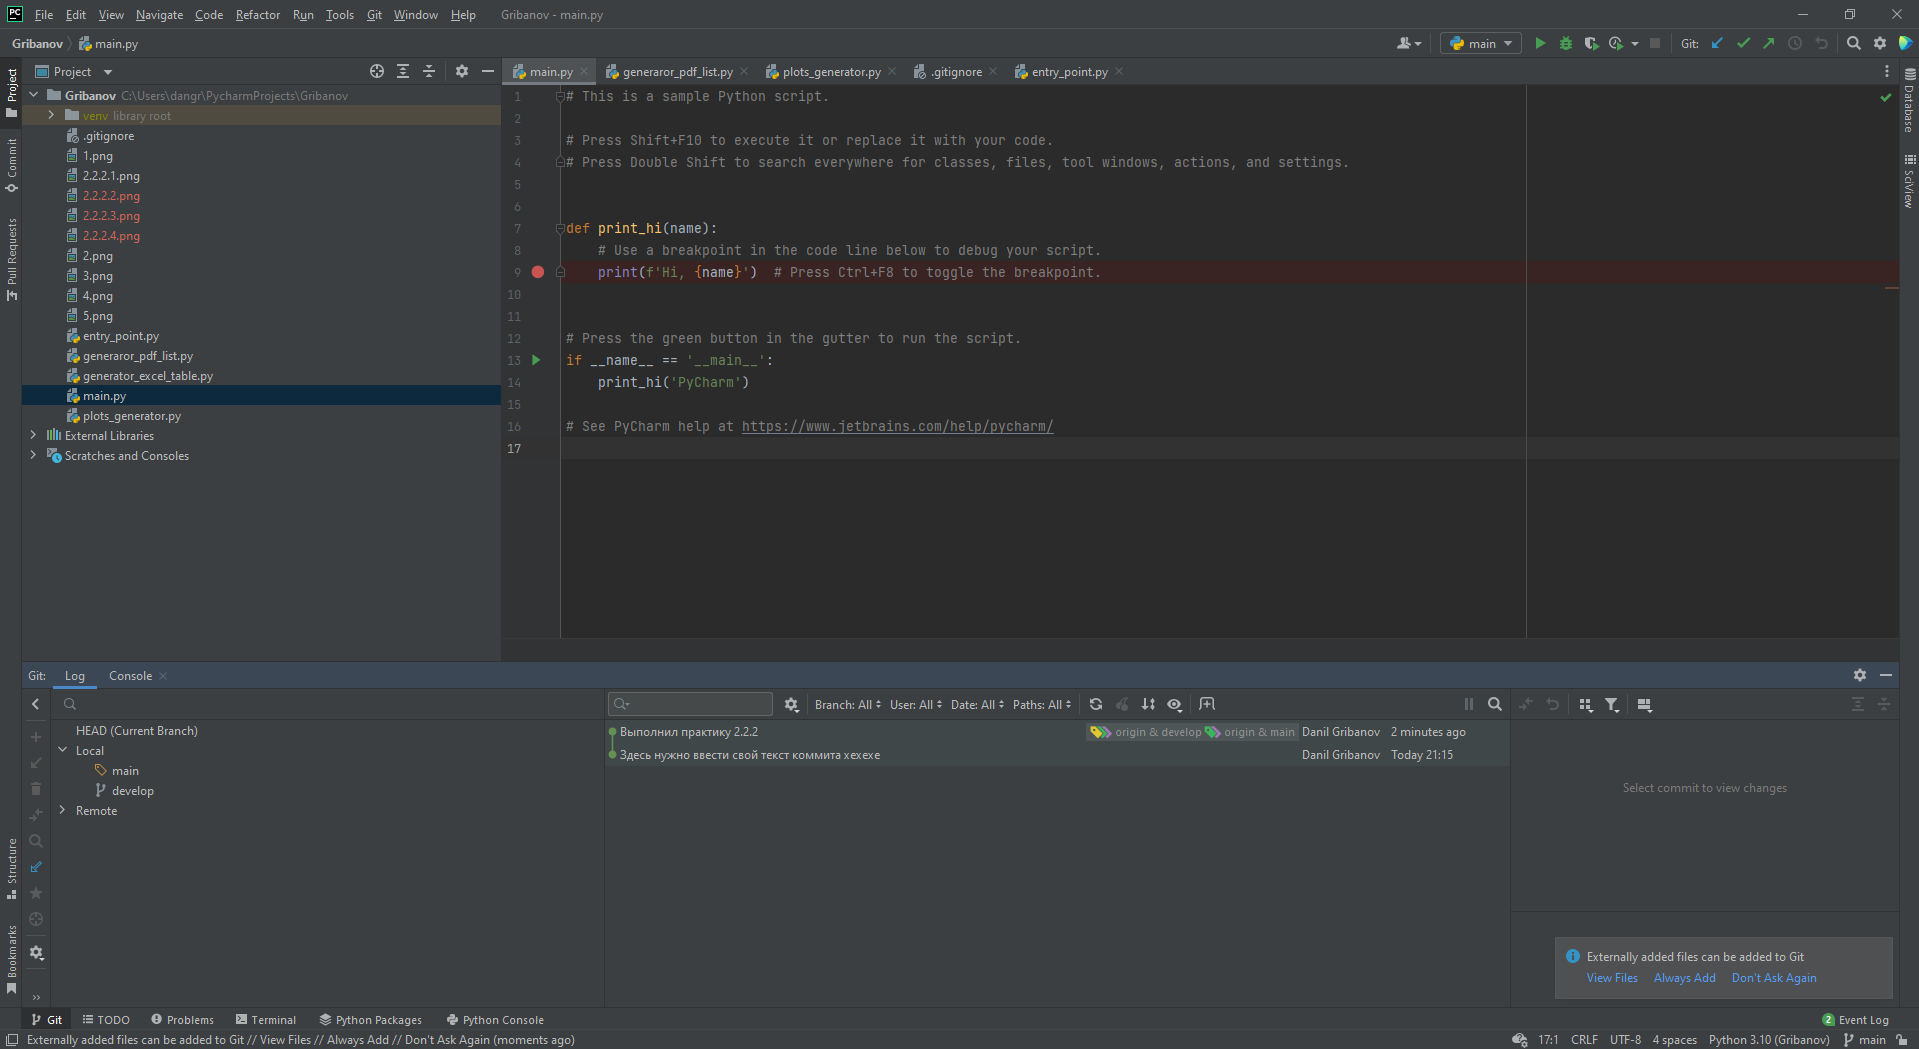 PC File Edit View Navigate Code Refactor Run Tools Git Window Help Gribanov - main.py
Gribanov main.py main Git:
Project
Commit
Pull Requests
Structure
Bookmarks
Project
Gribanov C:\Users\dangr\PycharmProjects\Gribanov
venv library root
.gitignore
1.png
2.2.2.1.png
2.2.2.2.png
2.2.2.3.png
2.2.2.4.png
2.png
3.png
4.png
5.png
entry_point.py
generaror_pdf_list.py
generator_excel_table.py
main.py
plots_generator.py
External Libraries
Scratches and Consoles
main.py generaror_pdf_list.py plots_generator.py .gitignore entry_point.py
1 # This is a sample Python script.
2
3 # Press Shift+F10 to execute it or replace it with your code.
4 # Press Double Shift to search everywhere for classes, files, tool windows, actions, and settings.
5
6
7 def print_hi(name):
8 # Use a breakpoint in the code line below to debug your script.
9 print(f'Hi, {name}') # Press Ctrl+F8 to toggle the breakpoint.
10
11
12 # Press the green button in the gutter to run the script.
13 if __name__ == '__main__':
14 print_hi('PyCharm')
15
16 # See PyCharm help at https://www.jetbrains.com/help/pycharm/
17
Database
SciView
Git: Log Console
HEAD (Current Branch)
Local
main
develop
Remote
Branch: All User: All Date: All Paths: All
Выполнил практику 2.2.2 origin & develop origin & main Danil Gribanov 2 minutes ago
Здесь нужно ввести свой текст коммита хехехе Danil Gribanov Today 21:15
Select commit to view changes
Externally added files can be added to Git
View Files Always Add Don't Ask Again
Git TODO Problems Terminal Python Packages Python Console 2 Event Log
Externally added files can be added to Git // View Files // Always Add // Don't Ask Again (moments ago) 17:1 CRLF UTF-8 4 spaces Python 3.10 (Gribanov) main